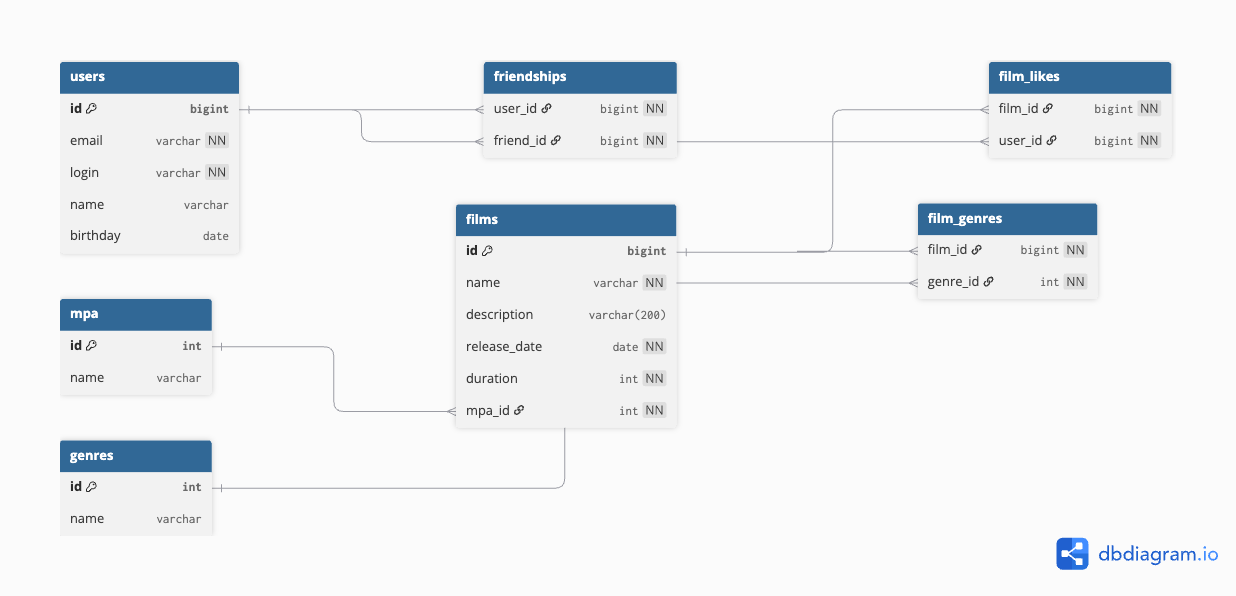 users
id bigint
email varchar NN
login varchar NN
name varchar
birthday date
friendships
user_id bigint NN
friend_id bigint NN
film_likes
film_id bigint NN
user_id bigint NN
films
id bigint
name varchar NN
description varchar(200)
release_date date NN
duration int NN
mpa_id int NN
film_genres
film_id bigint NN
genre_id int NN
mpa
id int
name varchar
genres
id int
name varchar
dbdiagram.io